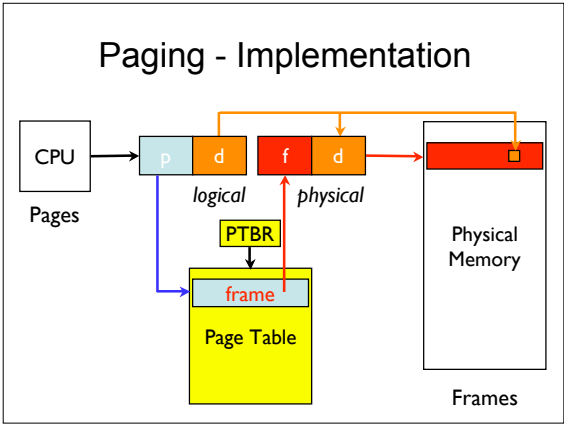 Paging - Implementation
CPU
p
d
f
d
logical
physical
Pages
PTBR
Physical
Memory
frame
Page Table
Frames